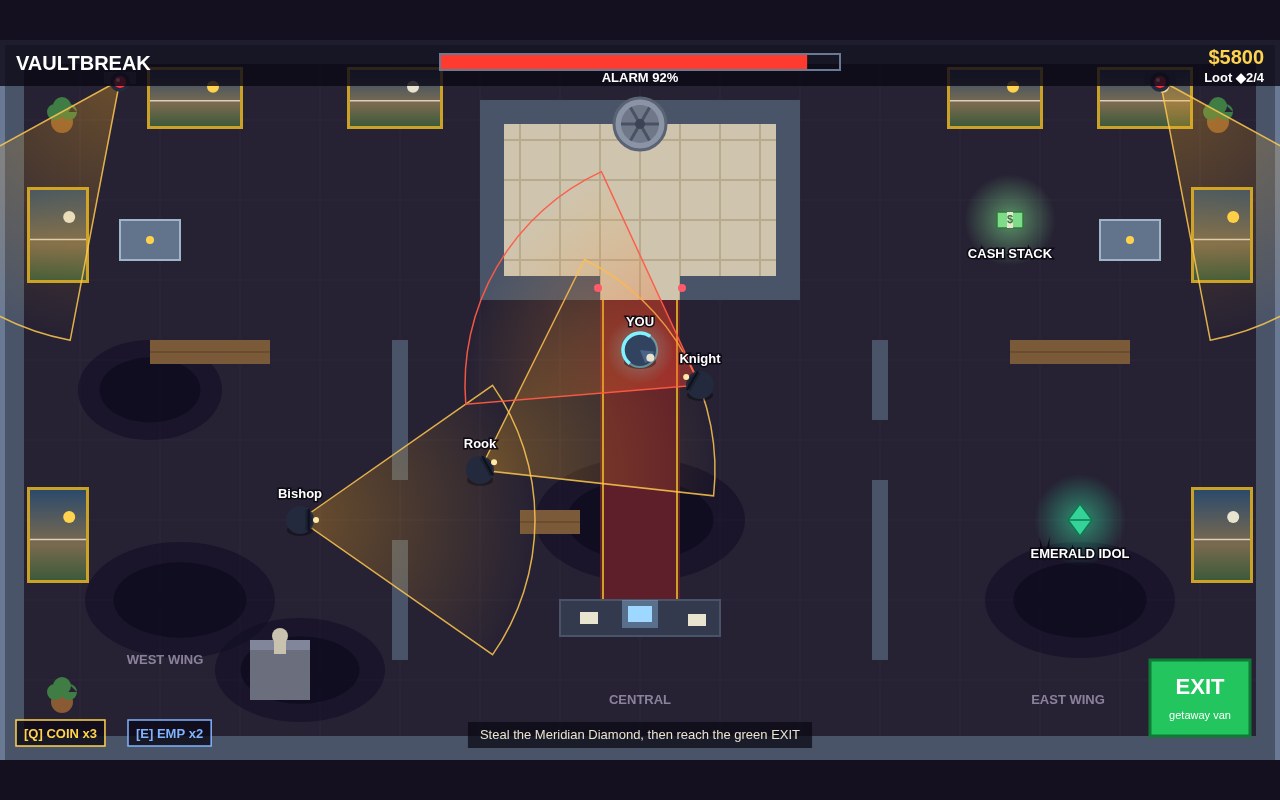 VAULTBREAK
ALARM 92%
$5800
Loot ◆2/4
$
CASH STACK
YOU
Knight
Rook
Bishop
EMERALD IDOL
WEST WING
CENTRAL
EAST WING
EXIT
getaway van
[Q] COIN x3
[E] EMP x2
Steal the Meridian Diamond, then reach the green EXIT